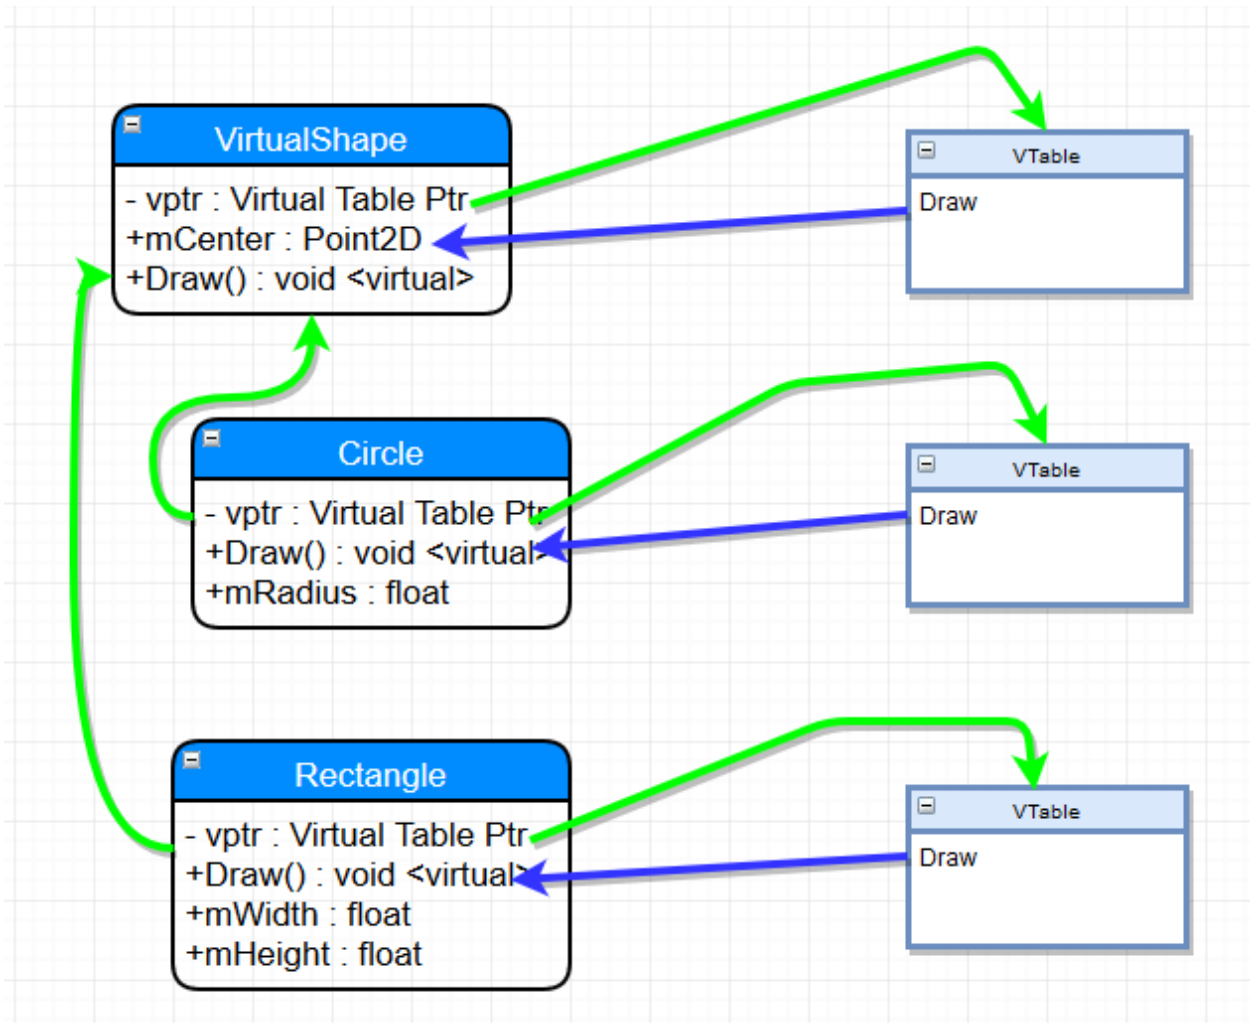 VirtualShape
- vptr : Virtual Table Ptr
+mCenter : Point2D
+Draw() : void <virtual>
VTable
Draw
Circle
- vptr : Virtual Table Ptr
+Draw() : void <virtual>
+mRadius : float
VTable
Draw
Rectangle
- vptr : Virtual Table Ptr
+Draw() : void <virtual>
+mWidth : float
+mHeight : float
VTable
Draw